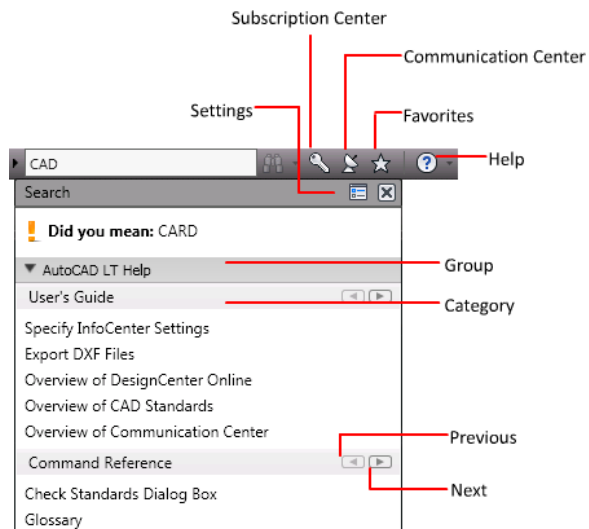 Subscription Center
Communication Center
Settings
Favorites
CAD
Help
Search
Did you mean: CARD
AutoCAD LT Help
Group
User's Guide
Category
Specify InfoCenter Settings
Export DXF Files
Overview of DesignCenter Online
Overview of CAD Standards
Overview of Communication Center
Previous
Command Reference
Next
Check Standards Dialog Box
Glossary